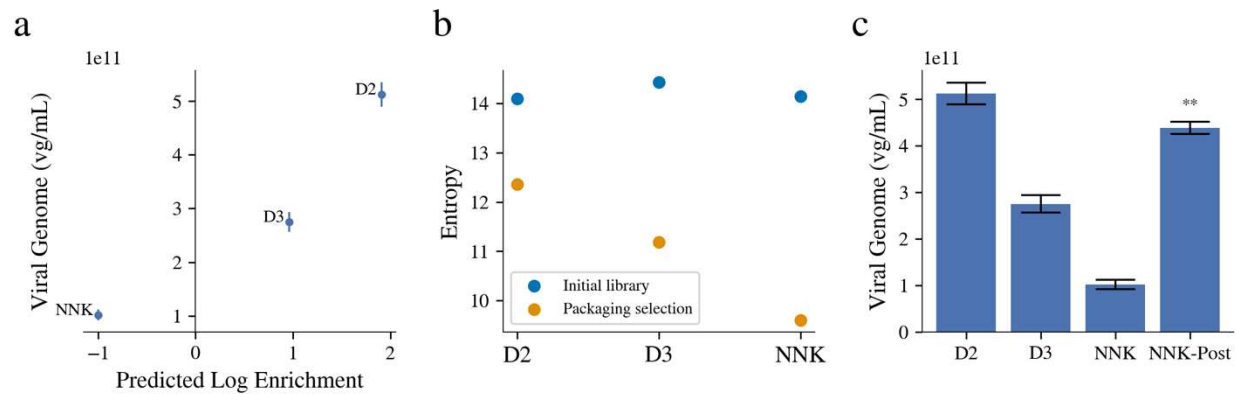 a
1e11
Viral Genome (vg/mL)
5
4
3
2
1
D2
D3
NNK
−1
0
1
2
Predicted Log Enrichment
b
Entropy
14
13
12
11
10
Initial library
Packaging selection
D2
D3
NNK
c
1e11
Viral Genome (vg/mL)
5
4
3
2
1
0
**
D2
D3
NNK
NNK-Post